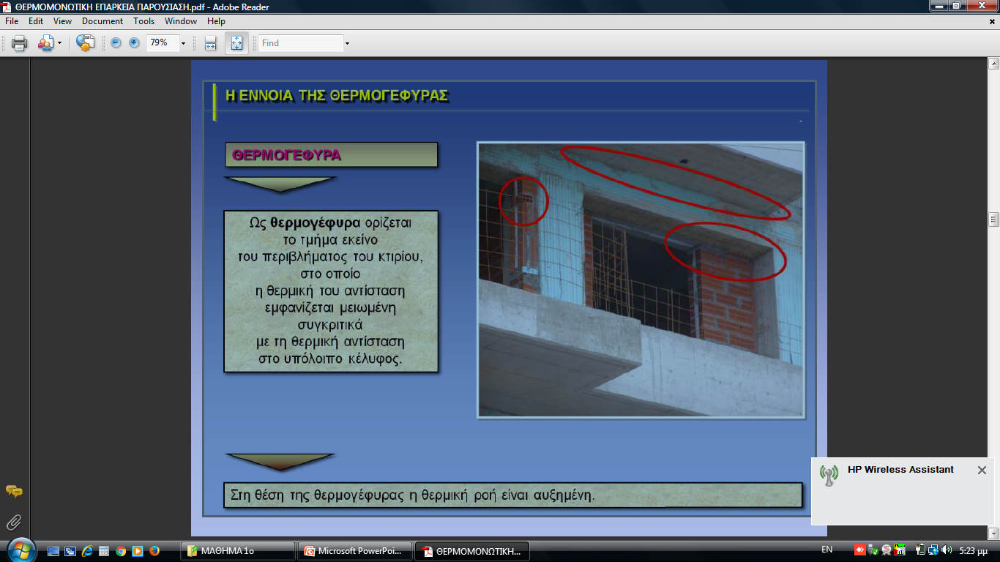 ΘΕΡΜΟΜΟΝΩΤΙΚΗ ΕΠΑΡΚΕΙΑ ΠΑΡΟΥΣΙΑΣΗ.pdf - Adobe Reader
File Edit View Document Tools Window Help
79% Find
Η ΕΝΝΟΙΑ ΤΗΣ ΘΕΡΜΟΓΕΦΥΡΑΣ
ΘΕΡΜΟΓΕΦΥΡΑ
Ως θερμογέφυρα ορίζεται
το τμήμα εκείνο
του περιβλήματος του κτιρίου,
στο οποίο
η θερμική του αντίσταση
εμφανίζεται μειωμένη
συγκριτικά
με τη θερμική αντίσταση
στο υπόλοιπο κέλυφος.
Στη θέση της θερμογέφυρας η θερμική ροή είναι αυξημένη.
HP Wireless Assistant
ΜΑΘΗΜΑ 1ο Microsoft PowerPoi... ΘΕΡΜΟΜΟΝΩΤΙΚΗ... EN 5:23 μμ